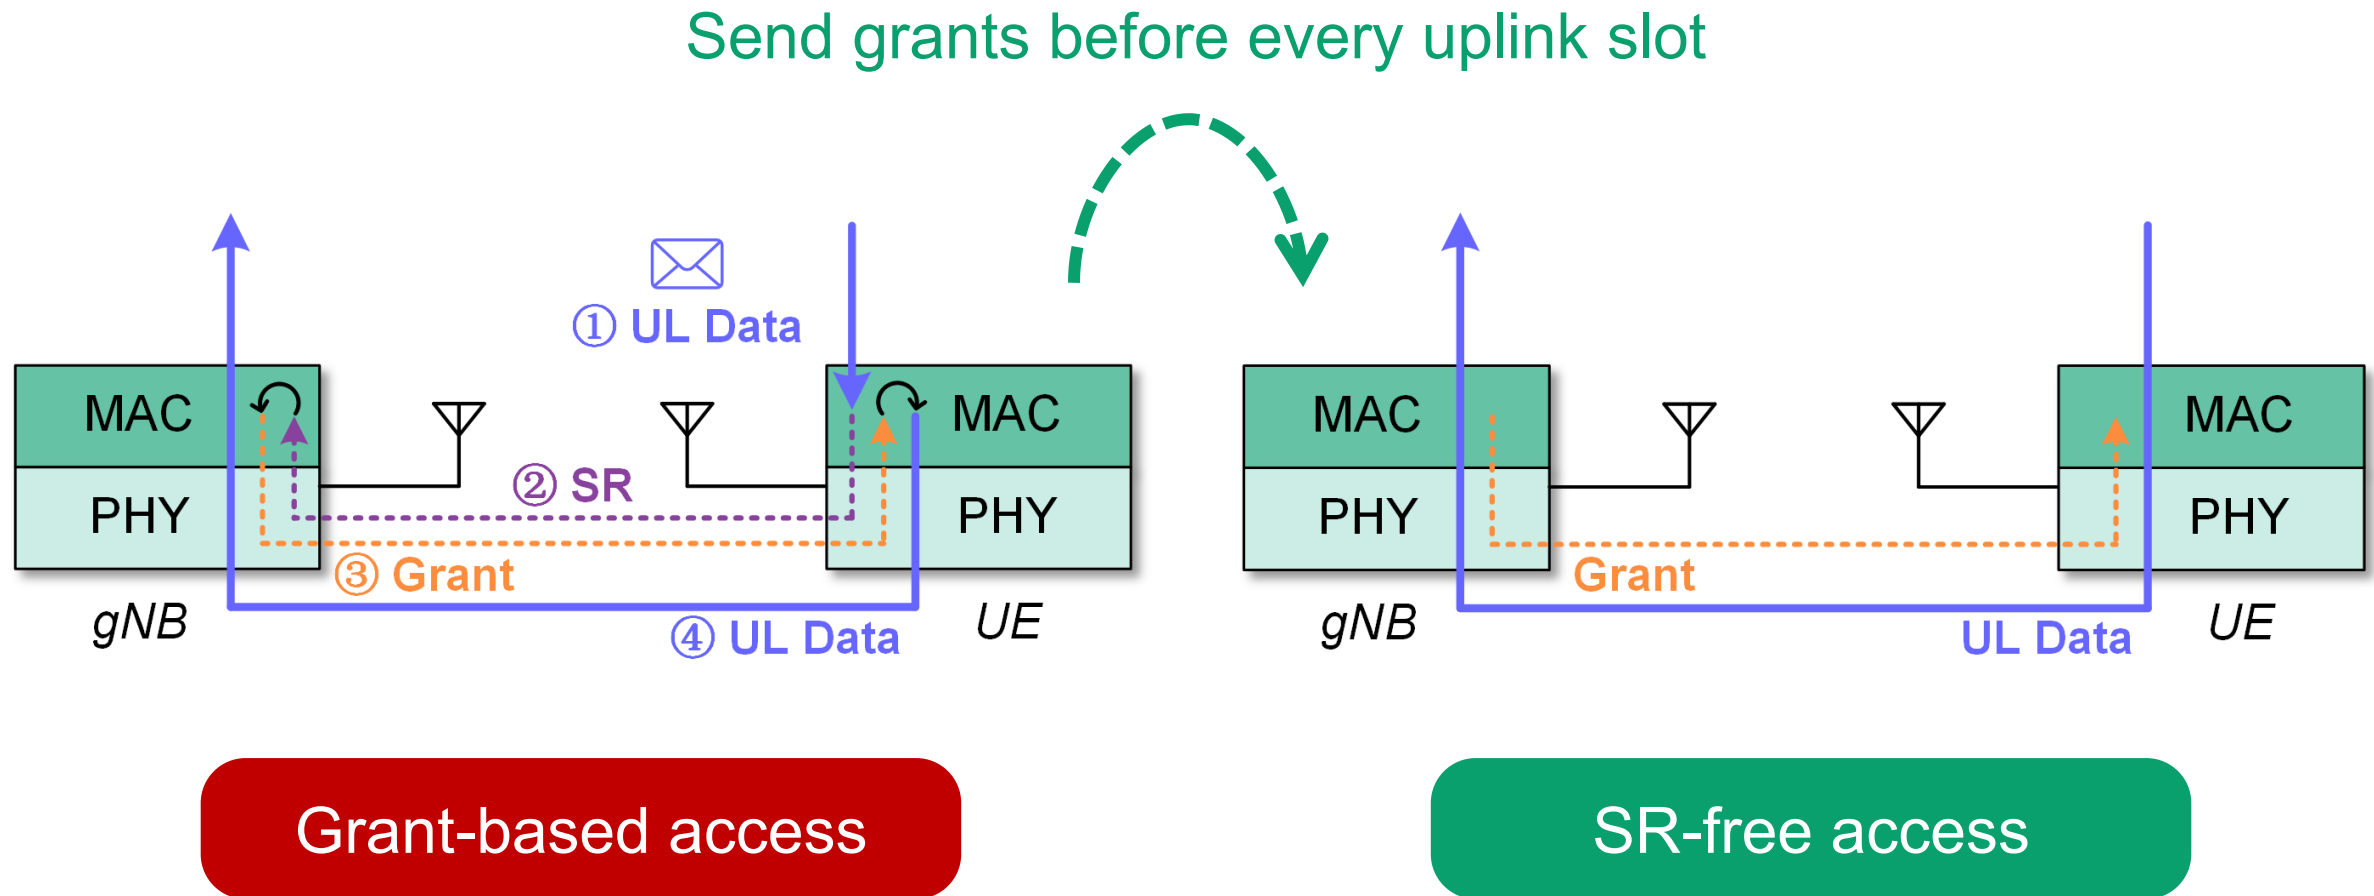 Send grants before every uplink slot
① UL Data
MAC
PHY
② SR
③ Grant
④ UL Data
gNB
MAC
PHY
UE
MAC
PHY
gNB
Grant
UL Data
MAC
PHY
UE
Grant-based access
SR-free access